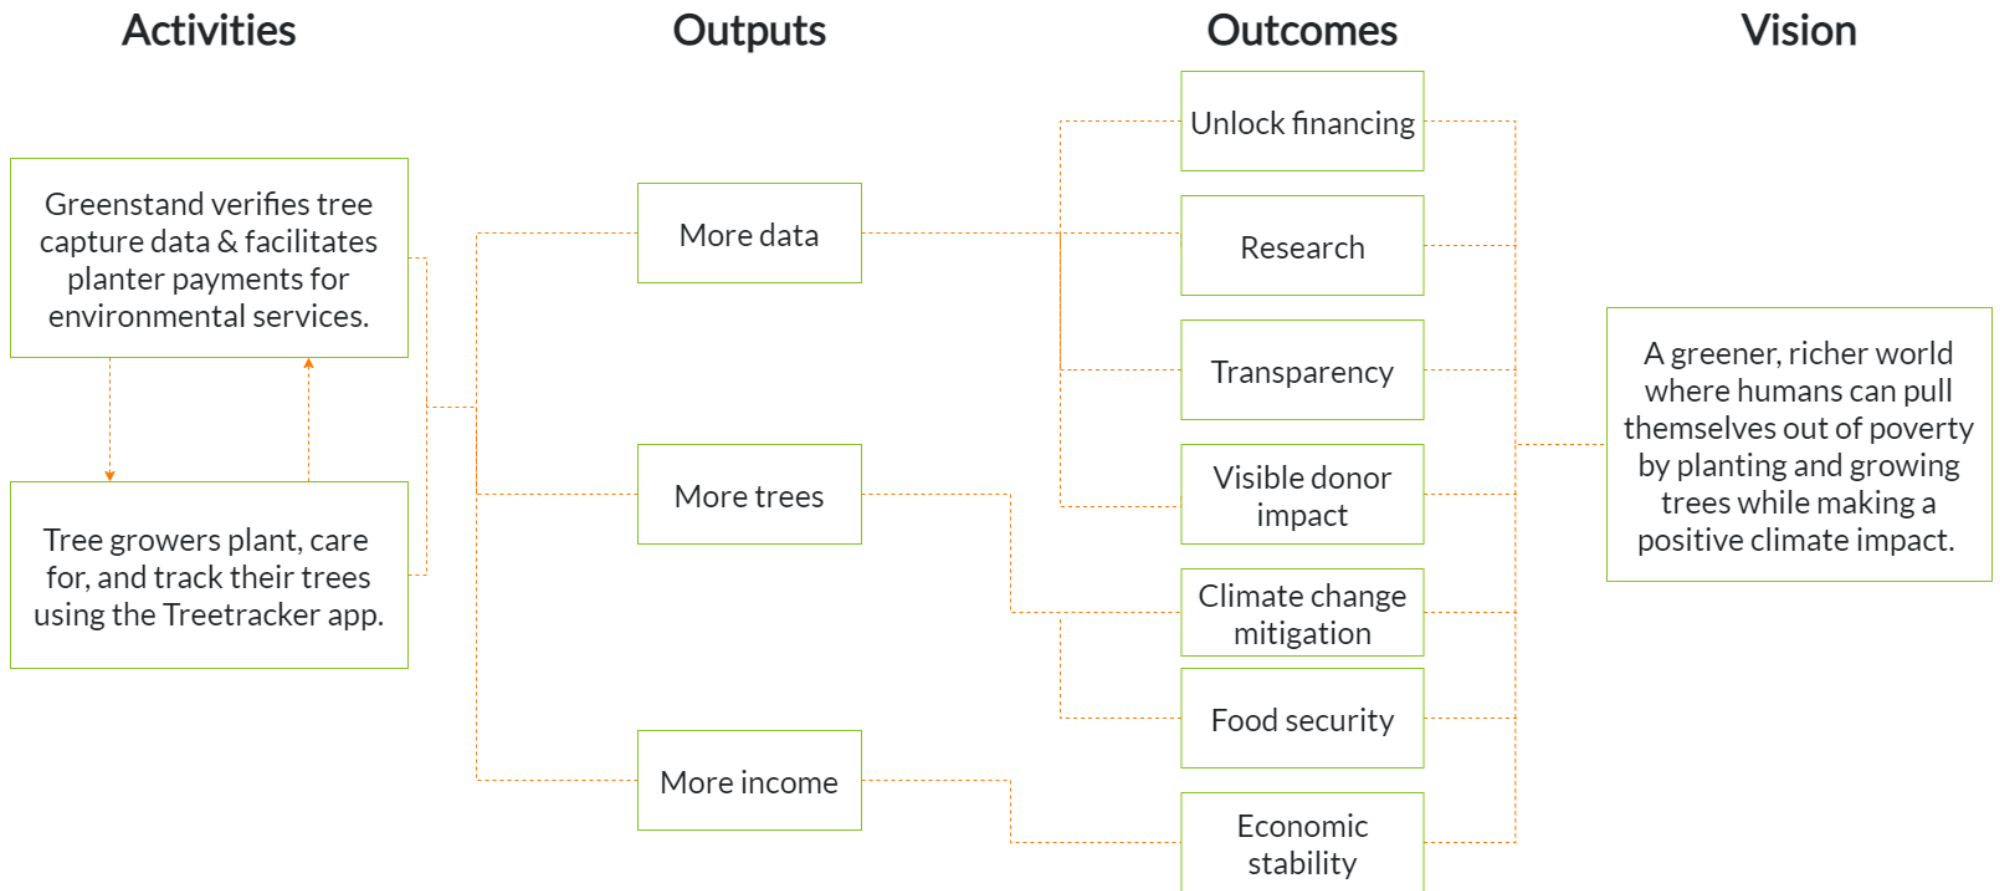 Activities
Outputs
Outcomes
Vision
Greenstand verifies tree
capture data & facilitates
planter payments for
environmental services.
Tree growers plant, care
for, and track their trees
using the Treetracker app.
More data
More trees
More income
Unlock financing
Research
Transparency
Visible donor
impact
Climate change
mitigation
Food security
Economic
stability
A greener, richer world
where humans can pull
themselves out of poverty
by planting and growing
trees while making a
positive climate impact.